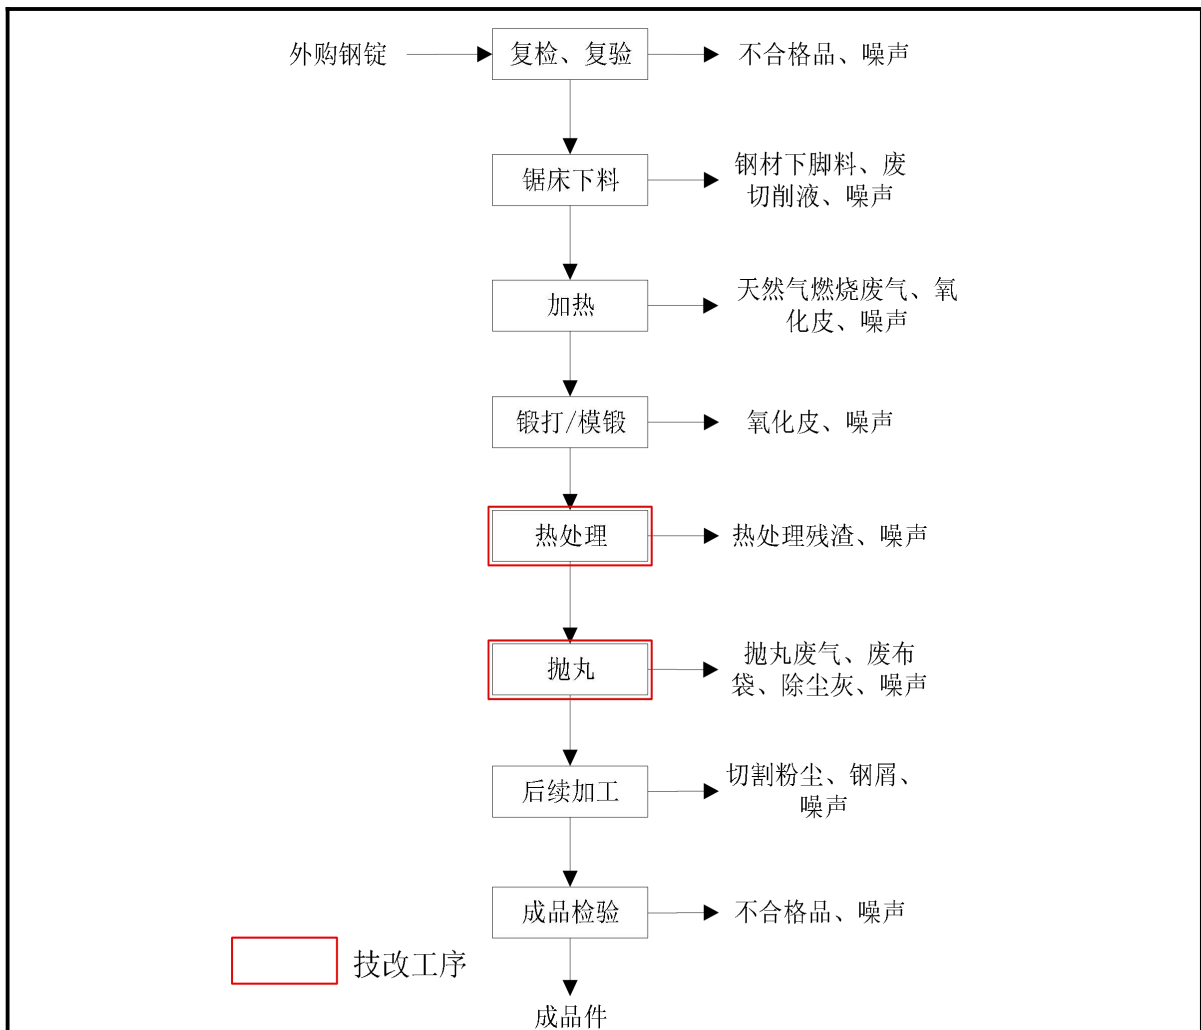 外购钢锭
复检、复验
不合格品、噪声
锯床下料
钢材下脚料、废
切削液、噪声
加热
天然气燃烧废气、氧
化皮、噪声
锻打/模锻
氧化皮、噪声
热处理
热处理残渣、噪声
抛丸
抛丸废气、废布
袋、除尘灰、噪声
后续加工
切割粉尘、钢屑、
噪声
成品检验
不合格品、噪声
技改工序
成品件